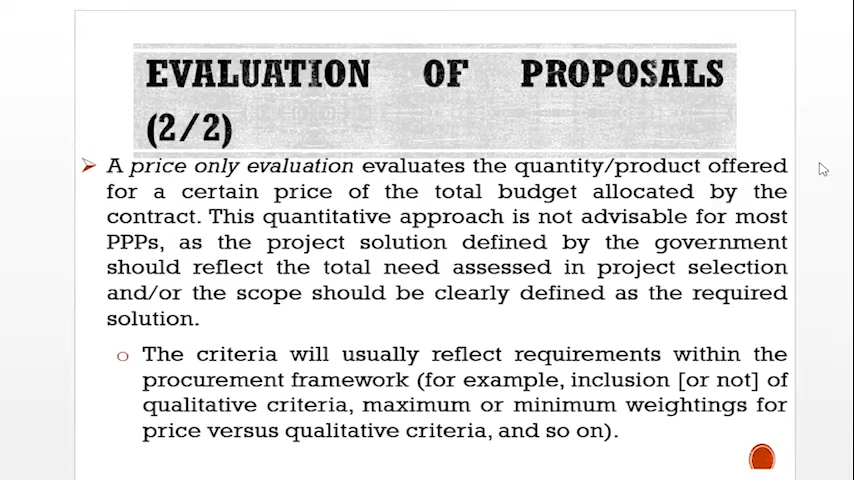 EVALUATION OF PROPOSALS
(2/2)
A price only evaluation evaluates the quantity/product offered
for a certain price of the total budget allocated by the
contract. This quantitative approach is not advisable for most
PPPs, as the project solution defined by the government
should reflect the total need assessed in project selection
and/or the scope should be clearly defined as the required
solution.
The criteria will usually reflect requirements within the
procurement framework (for example, inclusion [or not] of
qualitative criteria, maximum or minimum weightings for
price versus qualitative criteria, and so on).